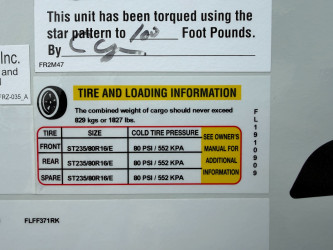 This unit has been torqued using the
star pattern to 100 Foot Pounds.
By
FR2M47
Inc.
and
d
FRZ-035_A
TIRE AND LOADING INFORMATION
The combined weight of cargo should never exceed
829 kgs or 1827 lbs.
TIRE SIZE COLD TIRE PRESSURE SEE OWNER'S MANUAL FOR ADDITIONAL INFORMATION
FRONT ST235/80R16/E 80 PSI / 552 KPA
REAR ST235/80R16/E 80 PSI / 552 KPA
SPARE ST235/80R16/E 80 PSI / 552 KPA
FL1910909
FLFF371RK